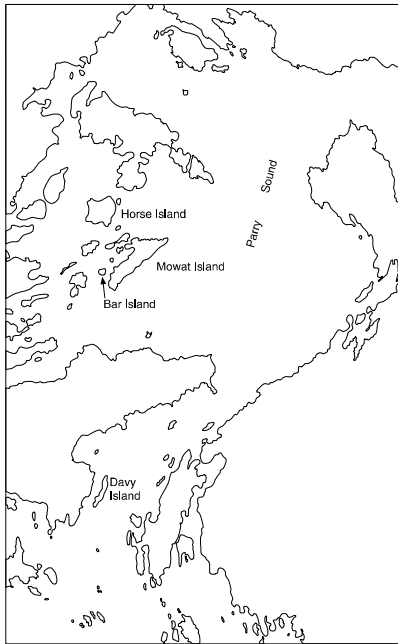 Parry Sound
Horse Island
Mowat Island
Bar Island
Davy
Island